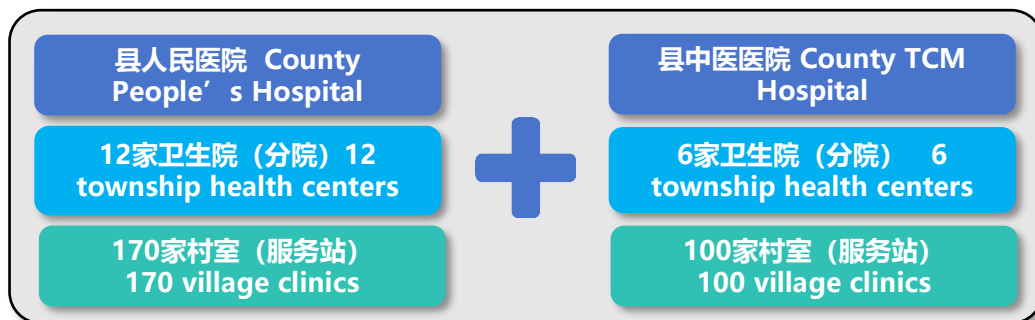 县人民医院 County
People’s Hospital
12家卫生院（分院）12
township health centers
170家村室（服务站）
170 village clinics
县中医医院 County TCM
Hospital
6家卫生院（分院） 6
township health centers
100家村室（服务站）
100 village clinics